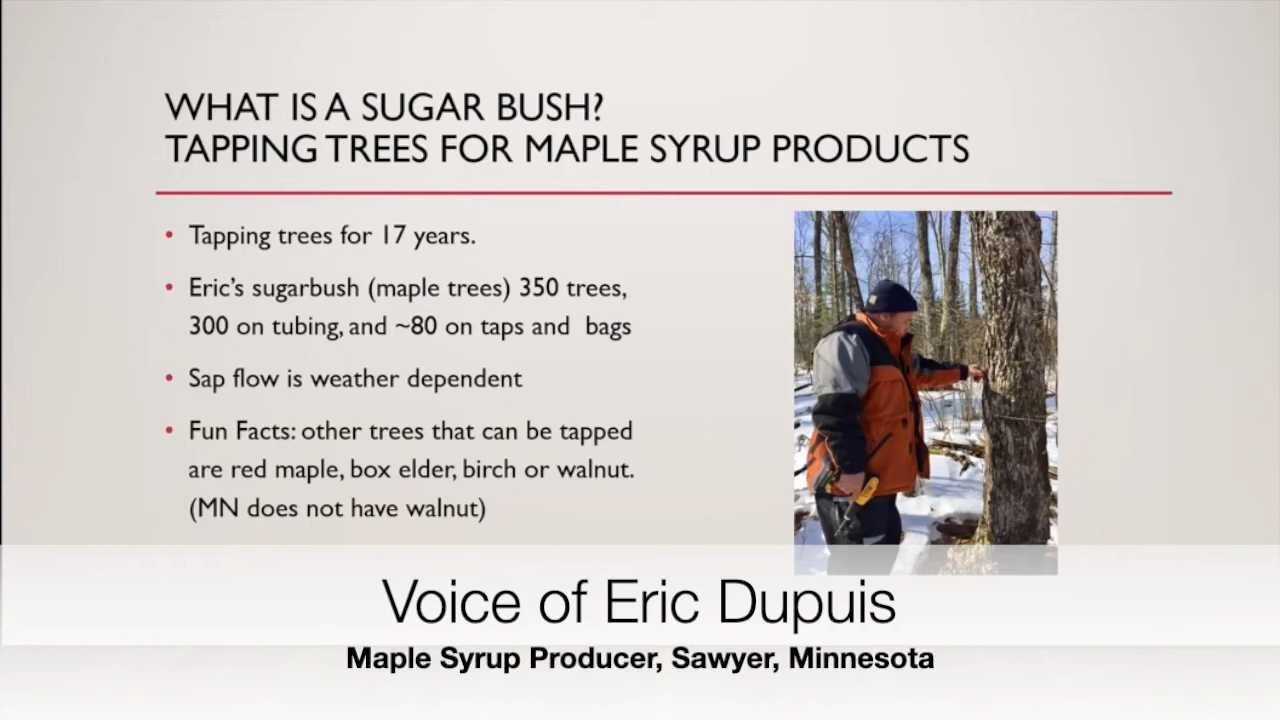 WHAT IS A SUGAR BUSH?
TAPPING TREES FOR MAPLE SYRUP PRODUCTS
• Tapping trees for 17 years.
• Eric's sugarbush (maple trees) 350 trees,
300 on tubing, and ~80 on taps and bags
• Sap flow is weather dependent
• Fun Facts: other trees that can be tapped
are red maple, box elder, birch or walnut.
(MN does not have walnut)
Voice of Eric Dupuis
Maple Syrup Producer, Sawyer, Minnesota